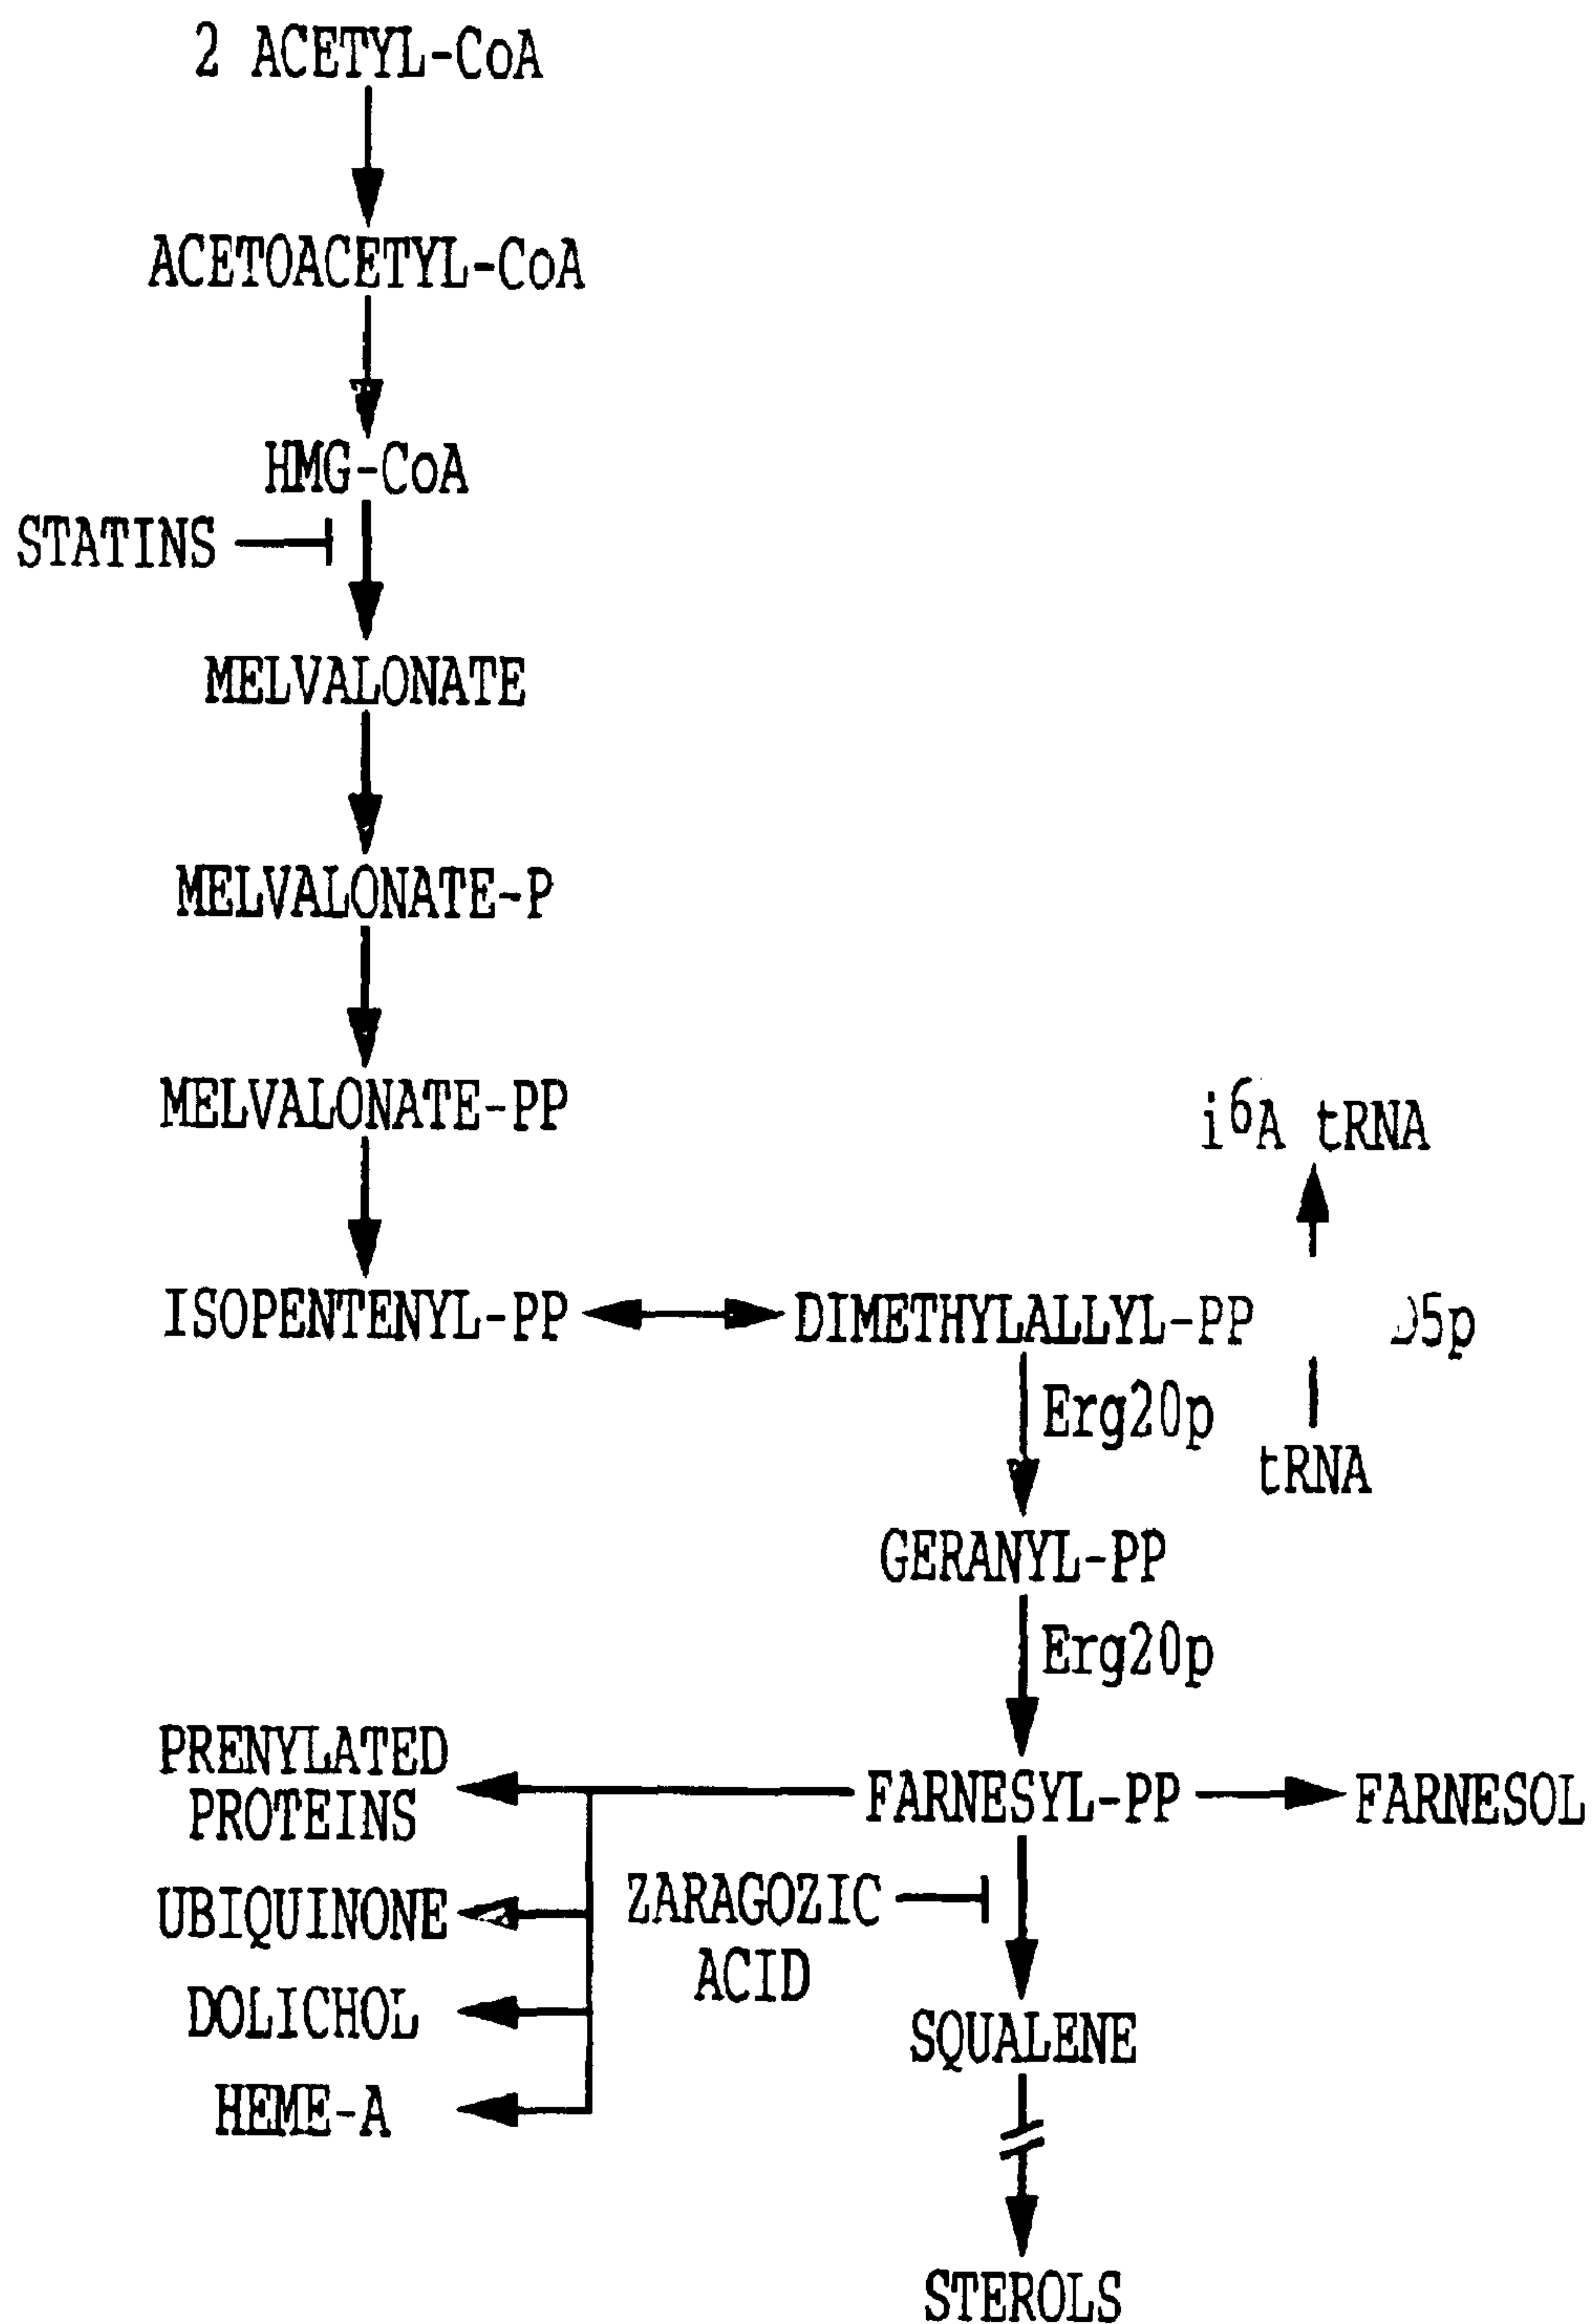 2 ACETYL-CoA
ACETOACETYL-CoA
HMG-CoA
STATINS
MELVALONATE
MELVALONATE-P
MELVALONATE-PP
i6A tRNA
ISOPENTENYL-PP
DIMETHYLALLYL-PP
5p
Erg20p
tRNA
GERANYL-PP
Erg20p
PRENYLATED
PROTEINS
FARNESYL-PP
FARNESOL
UBIQUINONE
ZARAGOZIC
ACID
DOLICHOL
SQUALENE
HEME-A
STEROLS